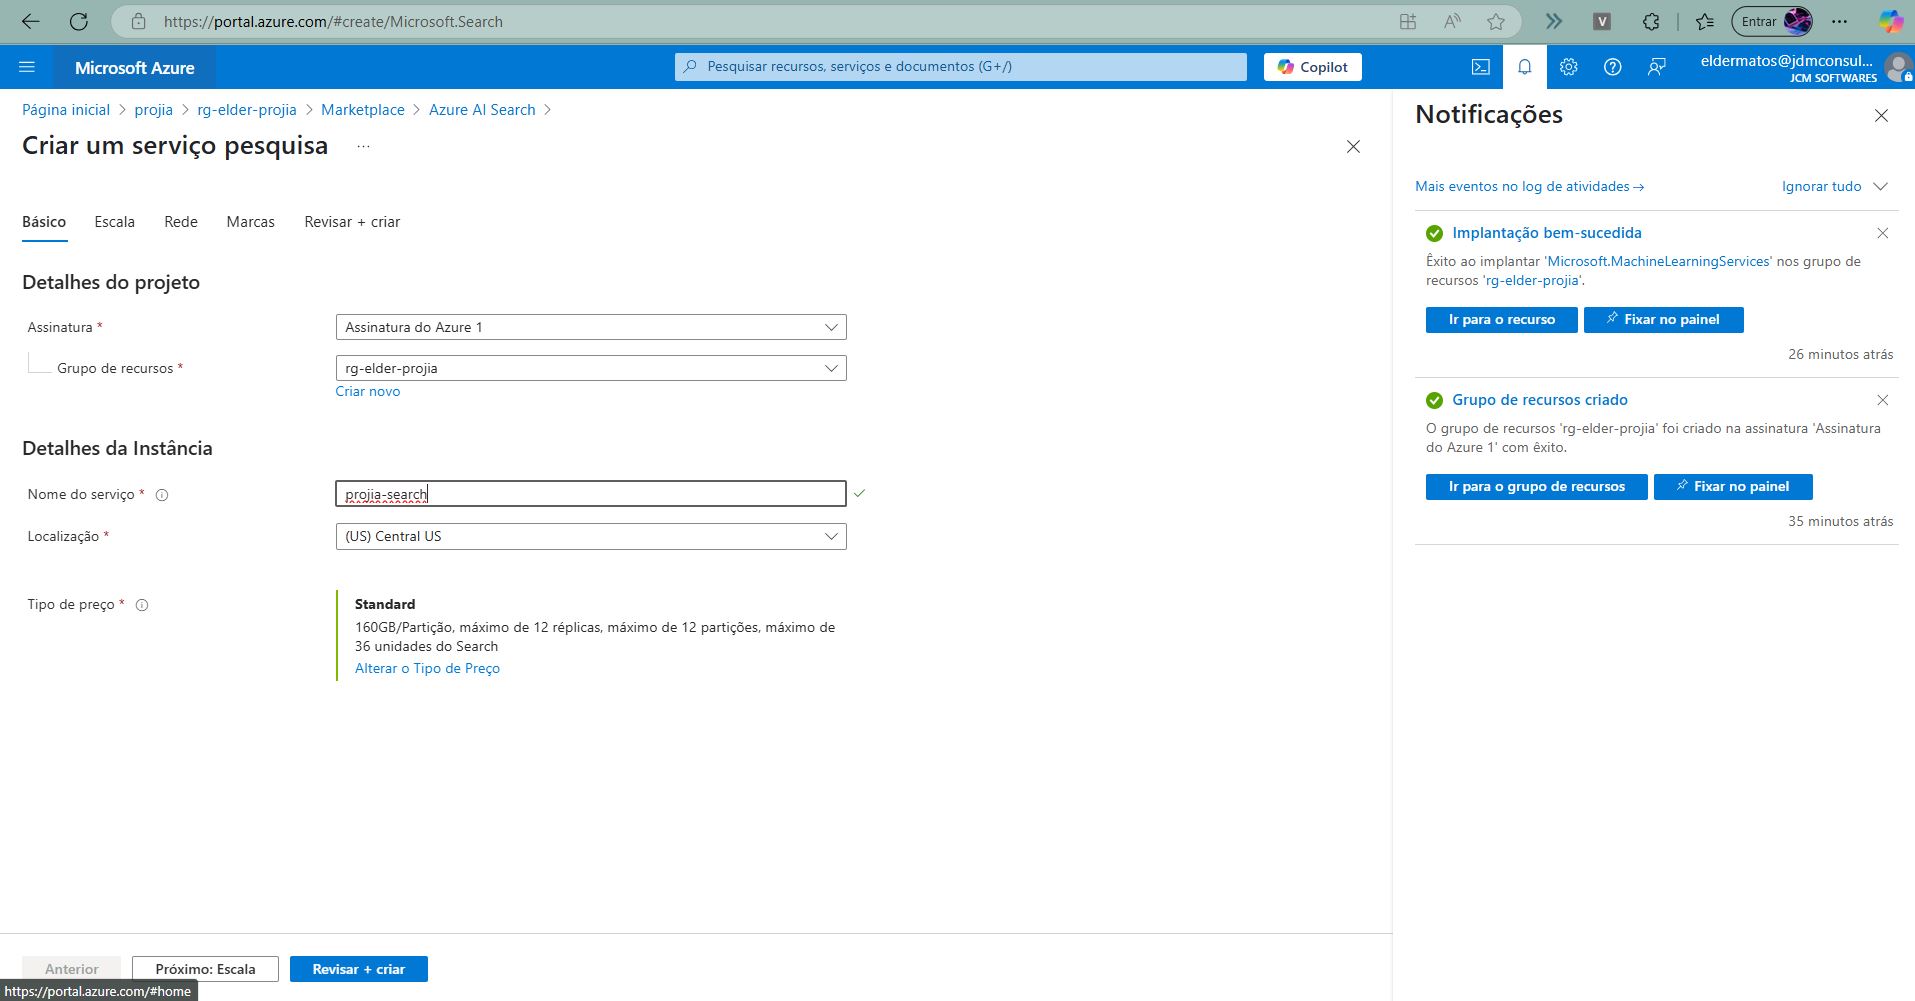 https://portal.azure.com/#create/Microsoft.Search
V
Entrar
Microsoft Azure
Pesquisar recursos, serviços e documentos (G+/)
Copilot
eldermatos@jdmconsul...
JCM SOFTWARES
Página inicial > projia > rg-elder-projia > Marketplace > Azure AI Search >
Criar um serviço pesquisa ...
Básico Escala Rede Marcas Revisar + criar
Detalhes do projeto
Assinatura * Assinatura do Azure 1
Grupo de recursos * rg-elder-projia
Criar novo
Detalhes da Instância
Nome do serviço * projia-search
Localização * (US) Central US
Tipo de preço * Standard
160GB/Partição, máximo de 12 réplicas, máximo de 12 partições, máximo de
36 unidades do Search
Alterar o Tipo de Preço
Anterior Próximo: Escala Revisar + criar
https://portal.azure.com/#home
Notificações
Mais eventos no log de atividades→ Ignorar tudo
Implantação bem-sucedida
Êxito ao implantar 'Microsoft.MachineLearningServices' nos grupo de
recursos 'rg-elder-projia'.
Ir para o recurso Fixar no painel
26 minutos atrás
Grupo de recursos criado
O grupo de recursos 'rg-elder-projia' foi criado na assinatura 'Assinatura
do Azure 1' com êxito.
Ir para o grupo de recursos Fixar no painel
35 minutos atrás